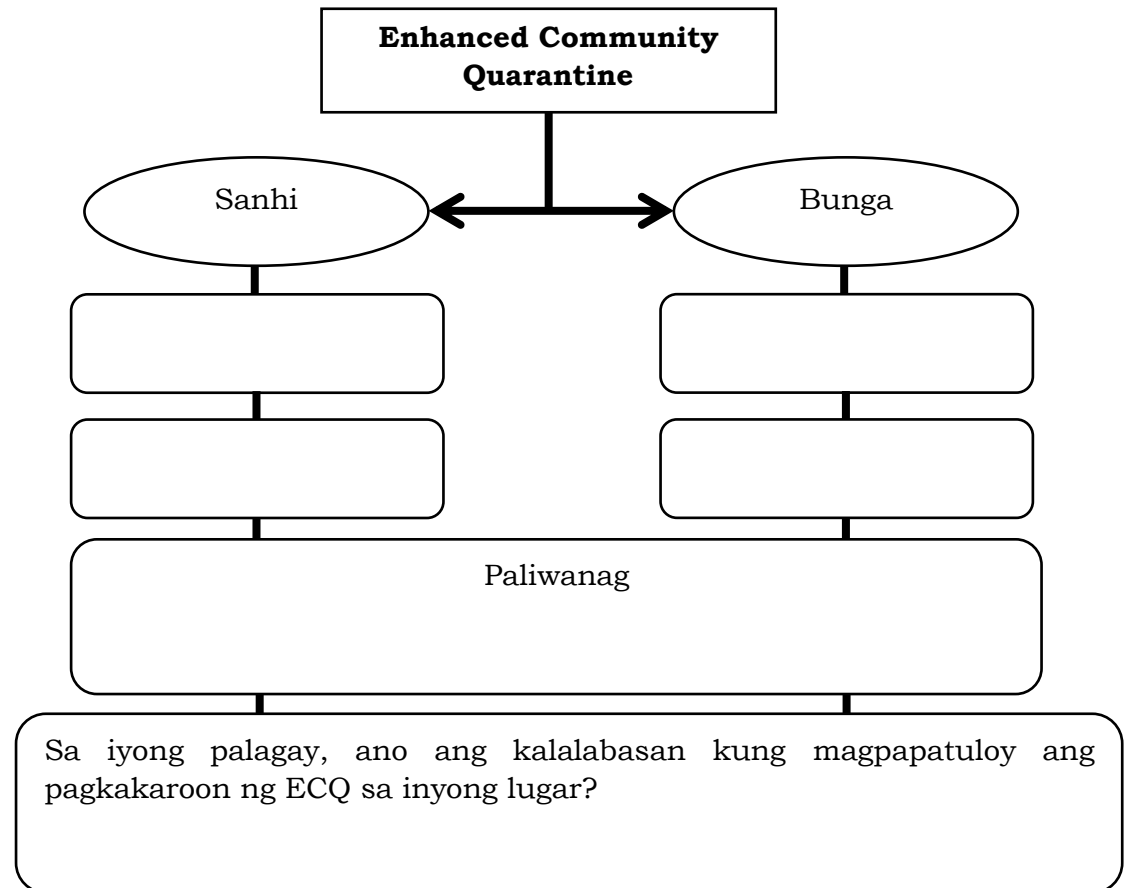 Enhanced Community
Quarantine
Sanhi
Bunga
Paliwanag
Sa iyong palagay, ano ang kalalabasan kung magpapatuloy ang
pagkakaroon ng ECQ sa inyong lugar?